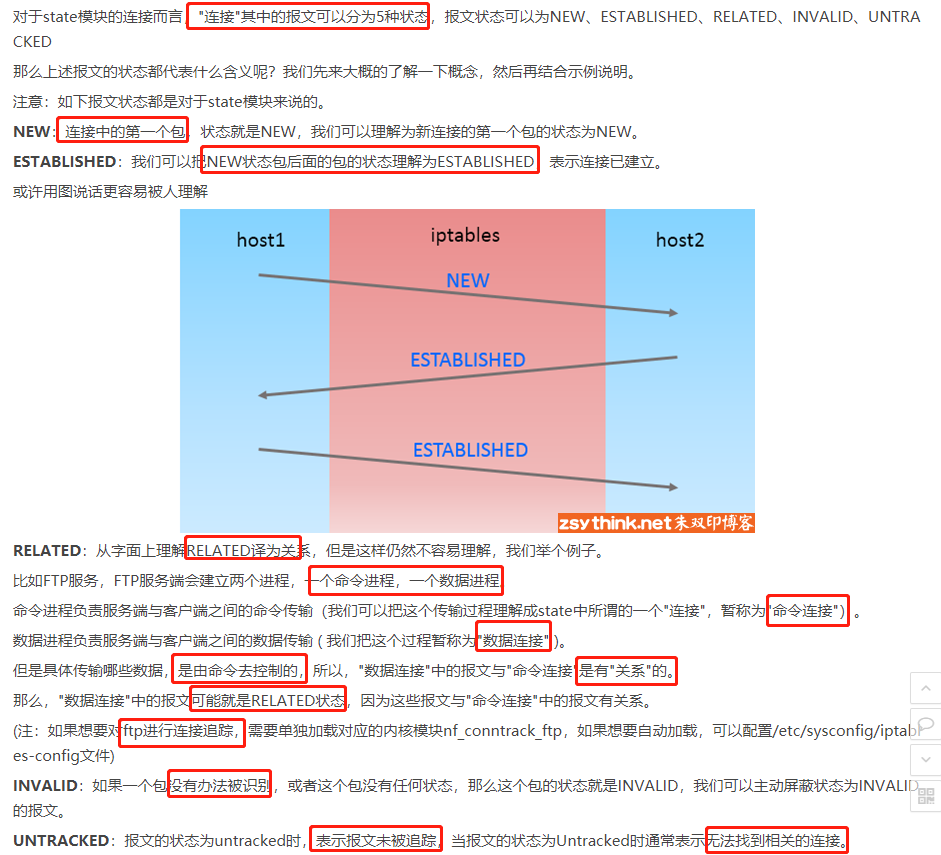 对于state模块的连接而言，"连接"其中的报文可以分为5种状态，报文状态可以为NEW、ESTABLISHED、RELATED、INVALID、UNTRA
CKED
那么上述报文的状态都代表什么含义呢？我们先来大概的了解一下概念，然后再结合示例说明。
注意：如下报文状态都是对于state模块来说的。
NEW：连接中的第一个包，状态就是NEW，我们可以理解为新连接的第一个包的状态为NEW。
ESTABLISHED：我们可以把NEW状态包后面的包的状态理解为ESTABLISHED，表示连接已建立。
或许用图说话更容易被人理解
host1
iptables
host2
NEW
ESTABLISHED
ESTABLISHED
zsythink.net朱双印博客
RELATED：从字面上理解RELATED译为关系，但是这样仍然不容易理解，我们举个例子。
比如FTP服务，FTP服务端会建立两个进程，一个命令进程，一个数据进程。
命令进程负责服务端与客户端之间的命令传输（我们可以把这个传输过程理解成state中所谓的一个"连接"，暂称为"命令连接")。
数据进程负责服务端与客户端之间的数据传输 ( 我们把这个过程暂称为"数据连接" )。
但是具体传输哪些数据，是由命令去控制的，所以，"数据连接"中的报文与"命令连接"是有"关系"的。
那么，"数据连接"中的报文可能就是RELATED状态，因为这些报文与"命令连接"中的报文有关系。
(注：如果想要对ftp进行连接追踪，需要单独加载对应的内核模块nf_conntrack_ftp，如果想要自动加载，可以配置/etc/sysconfig/iptabl
es-config文件)
INVALID：如果一个包没有办法被识别，或者这个包没有任何状态，那么这个包的状态就是INVALID，我们可以主动屏蔽状态为INVALID
的报文。
UNTRACKED：报文的状态为untracked时，表示报文未被追踪，当报文的状态为Untracked时通常表示无法找到相关的连接。